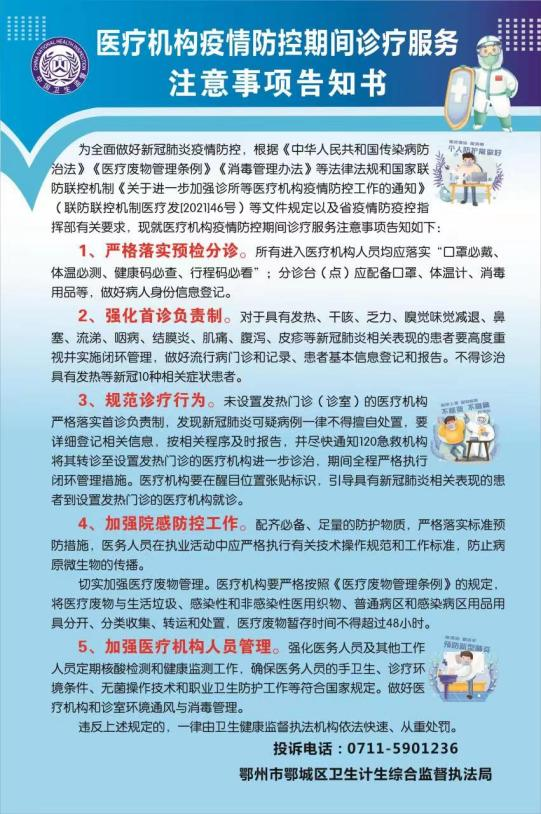 医疗机构疫情防控期间诊疗服务
注意事项告知书
CHINA NATIONAL HEALTH INSPECTION
中国卫生监督
为全面做好新冠肺炎疫情防控，根据《中华人民共和国传染病防
治法》《医疗废物管理条例》《消毒管理办法》等法律法规和国家联
防联控机制《关于进一步加强诊所等医疗机构疫情防控工作的通知》
（联防联控机制医疗发[2021]46号）等文件规定以及省疫情防疫控指
挥部有关要求，现就医疗机构疫情防控期间诊疗服务注意事项告知如下：
个人防护需做好
1、严格落实预检分诊。所有进入医疗机构人员均应落实“口罩必戴、
体温必测、健康码必查、行程码必看”；分诊台（点）应配备口罩、体温计、消毒
用品等，做好病人身份信息登记。
2、强化首诊负责制。对于具有发热、干咳、乏力、嗅觉味觉减退、鼻
塞、流涕、咽病、结膜炎、肌痛、腹泻、皮疹等新冠肺炎相关表现的患者要高度重
视并实施闭环管理，做好流行病门诊和记录、患者基本信息登记和报告。不得诊治
具有发热等新冠10种相关症状患者。
3、规范诊疗行为。未设置发热门诊（诊室）的医疗机构
严格落实首诊负责制，发现新冠肺炎可疑病例一律不得擅自处置，要
详细登记相关信息，按相关程序及时报告，并尽快通知120急救机构
将其转诊至设置发热门诊的医疗机构进一步诊治，期间全程严格执行
闭环管理措施。医疗机构要在醒目位置张贴标识，引导具有新冠肺炎相关表现的患
者到设置发热门诊的医疗机构就诊。
4、加强院感防控工作。配齐必备、足量的防护物质，严格落实标准预
防措施，医务人员在执业活动中应严格执行有关技术操作规范和工作标准，防止病
原微生物的传播。
切实加强医疗废物管理。医疗机构要严格按照《医疗废物管理条例》的规定，
将医疗废物与生活垃圾、感染性和非感染性医用织物、普通病区和感染病区用品用
具分开、分类收集、转运和处置，医疗废物暂存时间不得超过48小时。
5、加强医疗机构人员管理。强化医务人员及其他工作
人员定期核酸检测和健康监测工作，确保医务人员的手卫生、诊疗环
境条件、无菌操作技术和职业卫生防护工作等符合国家规定。做好医
疗机构和诊室环境通风与消毒管理。
预防新型肺炎
违反上述规定的，一律由卫生健康监督执法机构依法快速、从重处罚。
投诉电话：0711-5901236
鄂州市鄂城区卫生计生综合监督执法局